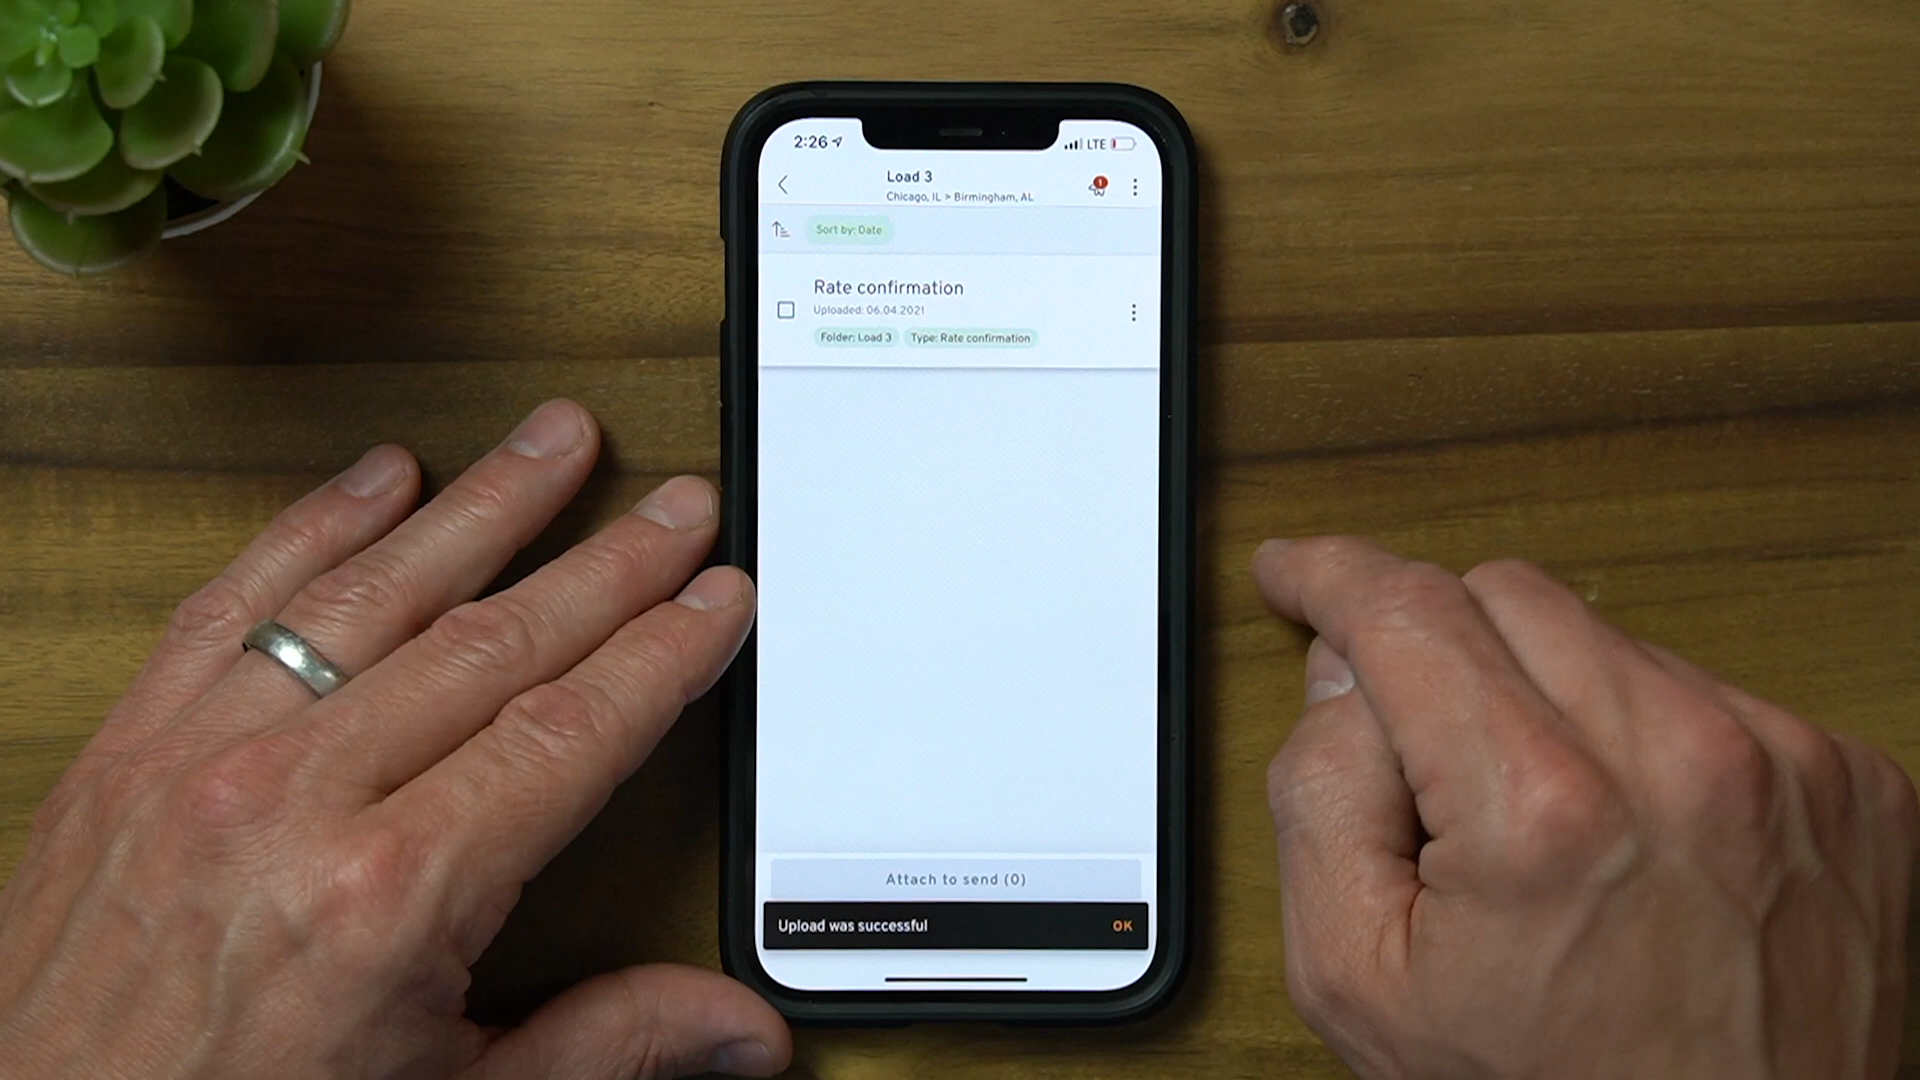 2:26
LTE
Load 3
1
Chicago, IL > Birmingham, AL
Sort by: Date
Rate confirmation
Uploaded: 06.04.2021
Folder: Load 3 Type: Rate confirmation
Attach to send (0)
Upload was successful OK